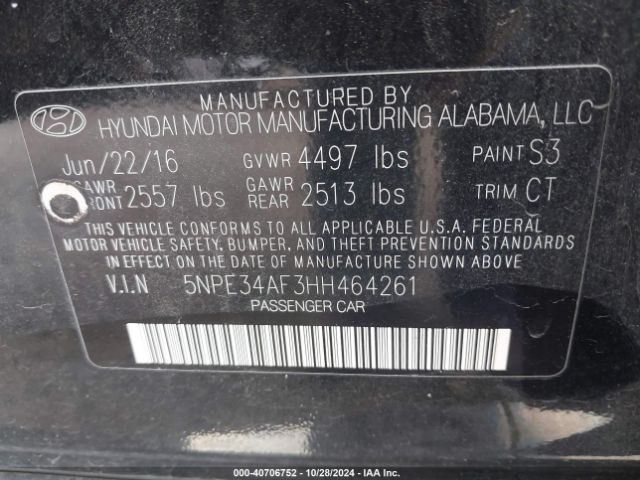 MANUFACTURED BY
HYUNDAI MOTOR MANUFACTURING ALABAMA, LLC
Jun/22/16 GVWR 4497 lbs PAINT S3
GAWR FRONT 2557 lbs GAWR REAR 2513 lbs TRIM CT
THIS VEHICLE CONFORMS TO ALL APPLICABLE U.S.A. FEDERAL
MOTOR VEHICLE SAFETY, BUMPER, AND THEFT PREVENTION
STANDARDS IN EFFECT ON THE DATE OF MANUFACTURE SHOWN ABOVE.
V.I.N 5NPE34AF3HH464261
PASSENGER CAR
000-40706752 - 10/28/2024 - IAA Inc.